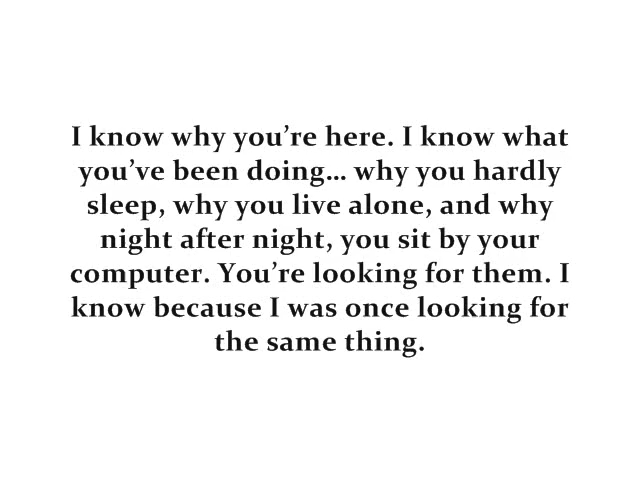 I know why you’re here. I know what
you’ve been doing... why you hardly
sleep, why you live alone, and why
night after night, you sit by your
computer. You’re looking for them. I
know because I was once looking for
the same thing.